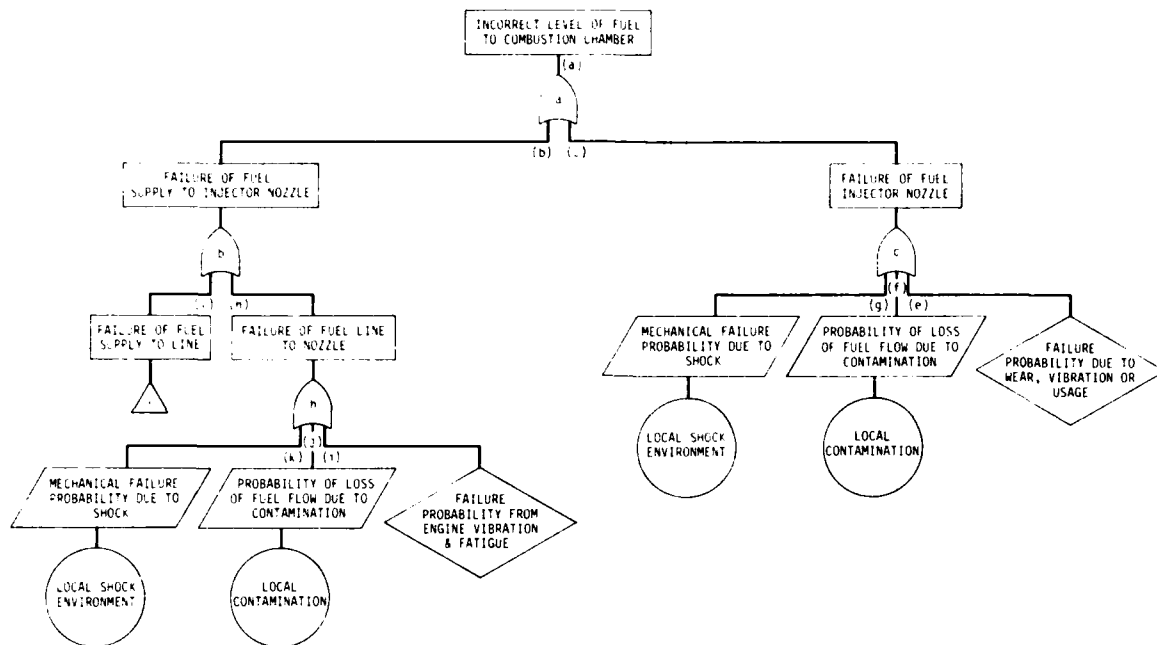 INCORRECT LEVEL OF FUEL
TO COMBUSTION CHAMBER
(a)
a
(b)
FAILURE OF FUEL
SUPPLY TO INJECTOR NOZZLE
FAILURE OF FUEL
INJECTOR NOZZLE
b
c
FAILURE OF FUEL
SUPPLY TO LINE
FAILURE OF FUEL LINE
TO NOZZLE
(f)
(g)
(e)
MECHANICAL FAILURE
PROBABILITY DUE TO
SHOCK
PROBABILITY OF LOSS
OF FUEL FLOW DUE TO
CONTAMINATION
FAILURE
PROBABILITY DUE TO
WEAR, VIBRATION OR
USAGE
h
LOCAL SHOCK
ENVIRONMENT
LOCAL
CONTAMINATION
(j)
(k)
(i)
MECHANICAL FAILURE
PROBABILITY DUE TO
SHOCK
PROBABILITY OF LOSS
OF FUEL FLOW DUE TO
CONTAMINATION
FAILURE
PROBABILITY FROM
ENGINE VIBRATION
& FATIGUE
LOCAL SHOCK
ENVIRONMENT
LOCAL
CONTAMINATION